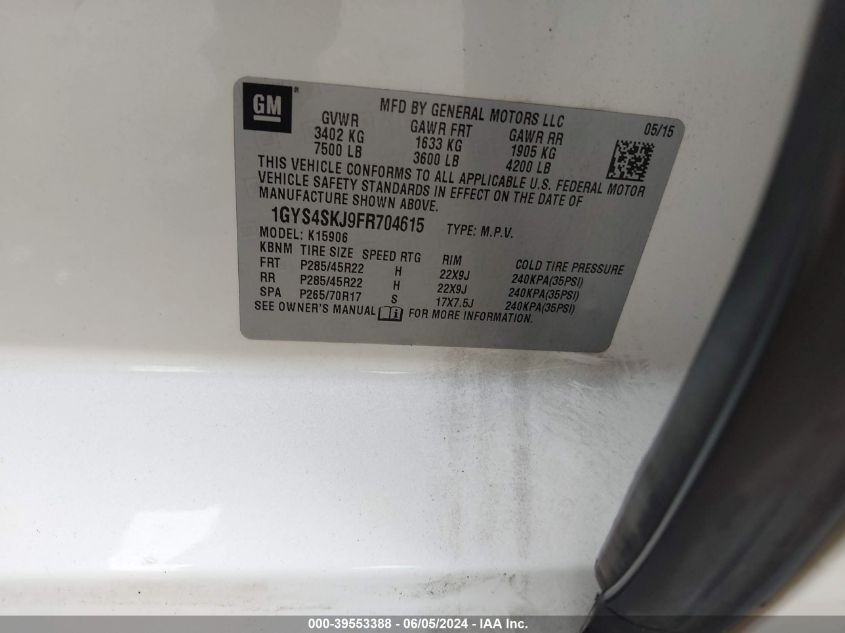 GM ®
MFD BY GENERAL MOTORS LLC
GVWR GAWR FRT GAWR RR 05/15
3402 KG 1633 KG 1905 KG
7500 LB 3600 LB 4200 LB
THIS VEHICLE CONFORMS TO ALL APPLICABLE U.S. FEDERAL MOTOR
VEHICLE SAFETY STANDARDS IN EFFECT ON THE DATE OF
MANUFACTURE SHOWN ABOVE.
1GYS4SKJ9FR704615 TYPE: M.P.V.
MODEL: K15906
KBNM TIRE SIZE SPEED RTG RIM COLD TIRE PRESSURE
FRT P285/45R22 H 22X9J 240KPA(35PSI)
RR P285/45R22 H 22X9J 240KPA(35PSI)
SPA P265/70R17 S 17X7.5J 240KPA(35PSI)
SEE OWNER'S MANUAL FOR MORE INFORMATION.
000-39553388 - 06/05/2024 - IAA Inc.